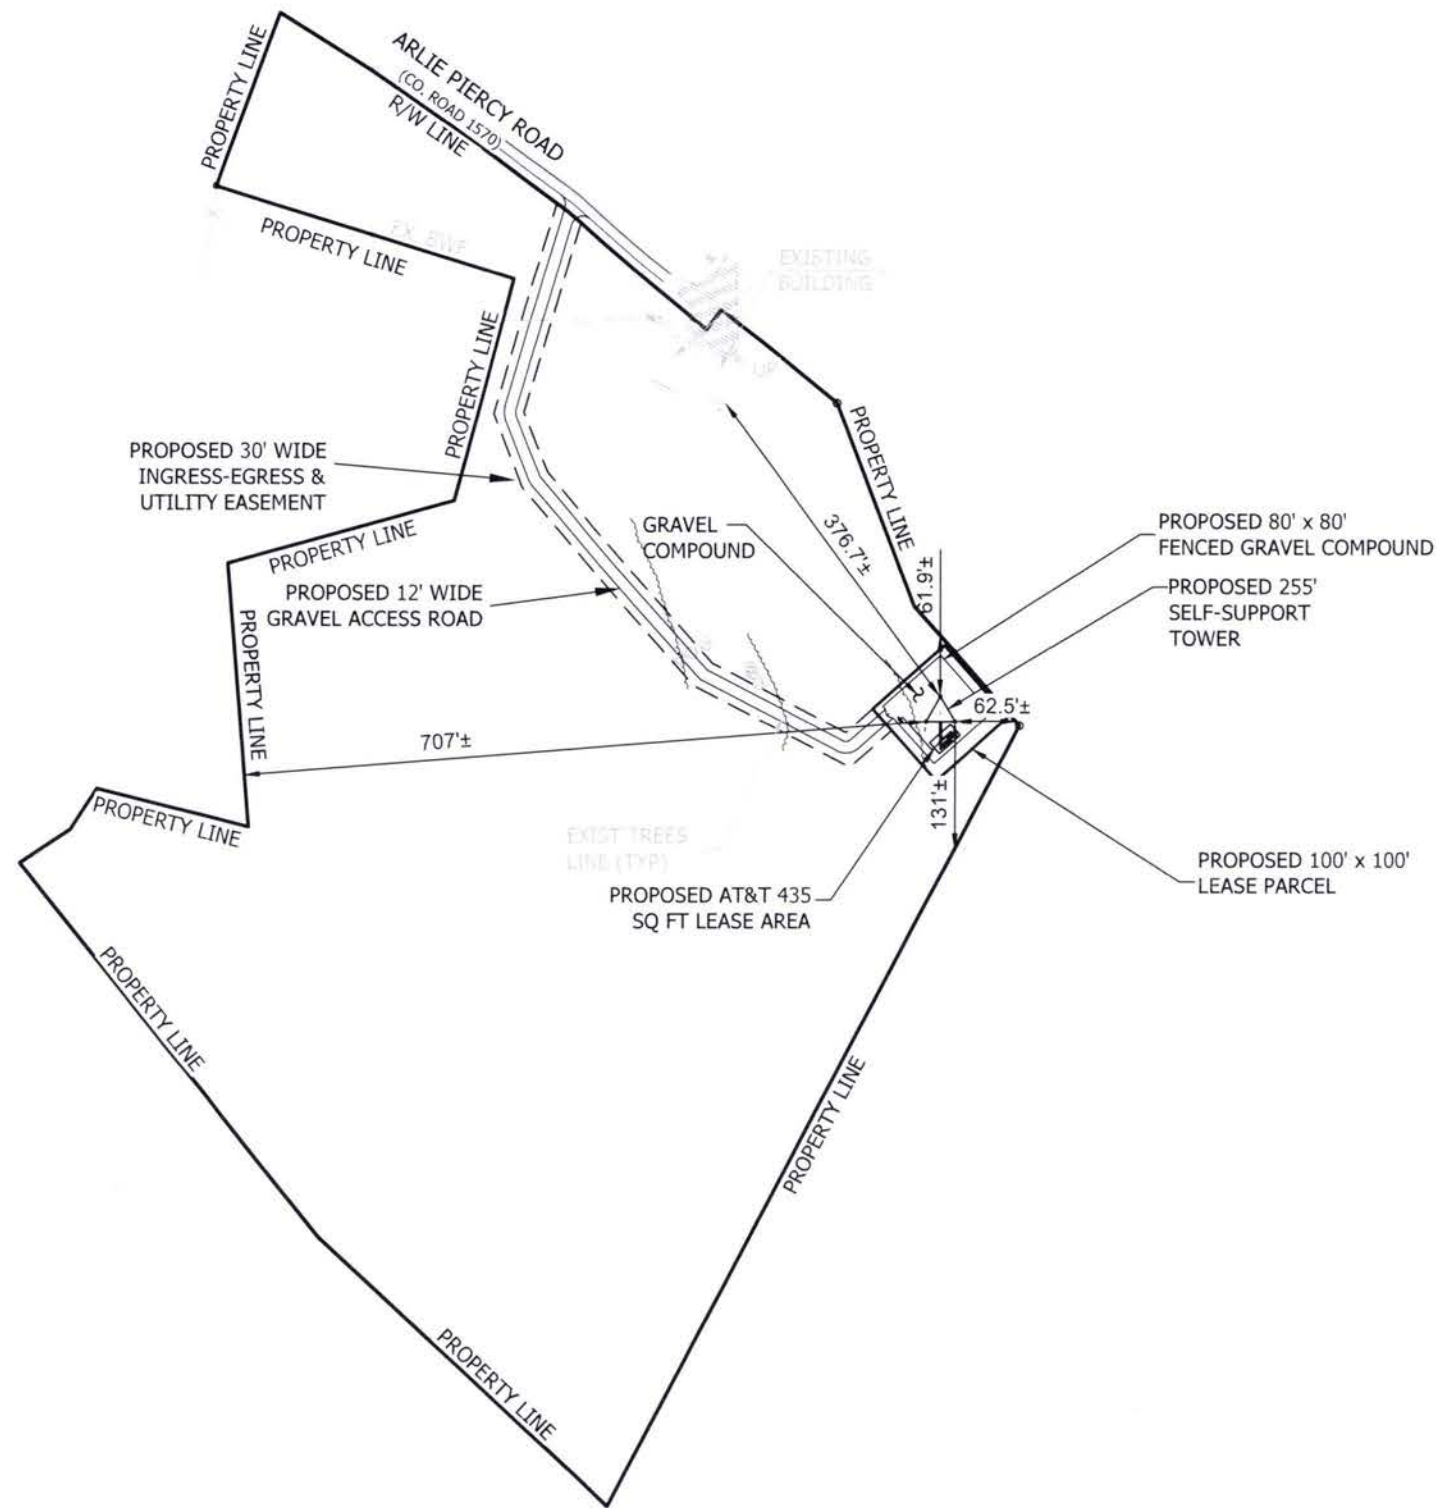 PROPERTY LINE
ARLIE PIERCY ROAD
(CO. ROAD 1570)
R/W LINE
PROPERTY LINE
EX. BWF
EXISTING
BUILDING
UP
PROPERTY LINE
PROPERTY LINE
PROPOSED 30' WIDE
INGRESS-EGRESS &
UTILITY EASEMENT
PROPERTY LINE
GRAVEL
COMPOUND
376.7'±
61.9'±
PROPOSED 80' x 80'
FENCED GRAVEL COMPOUND
PROPOSED 255'
SELF-SUPPORT
TOWER
PROPOSED 12' WIDE
GRAVEL ACCESS ROAD
PROPERTY LINE
62.5'±
707'±
131'±
PROPERTY LINE
EXIST TREES
LINE (TYP)
PROPOSED AT&T 435
SQ FT LEASE AREA
PROPOSED 100' x 100'
LEASE PARCEL
PROPERTY LINE
PROPERTY LINE
PROPERTY LINE